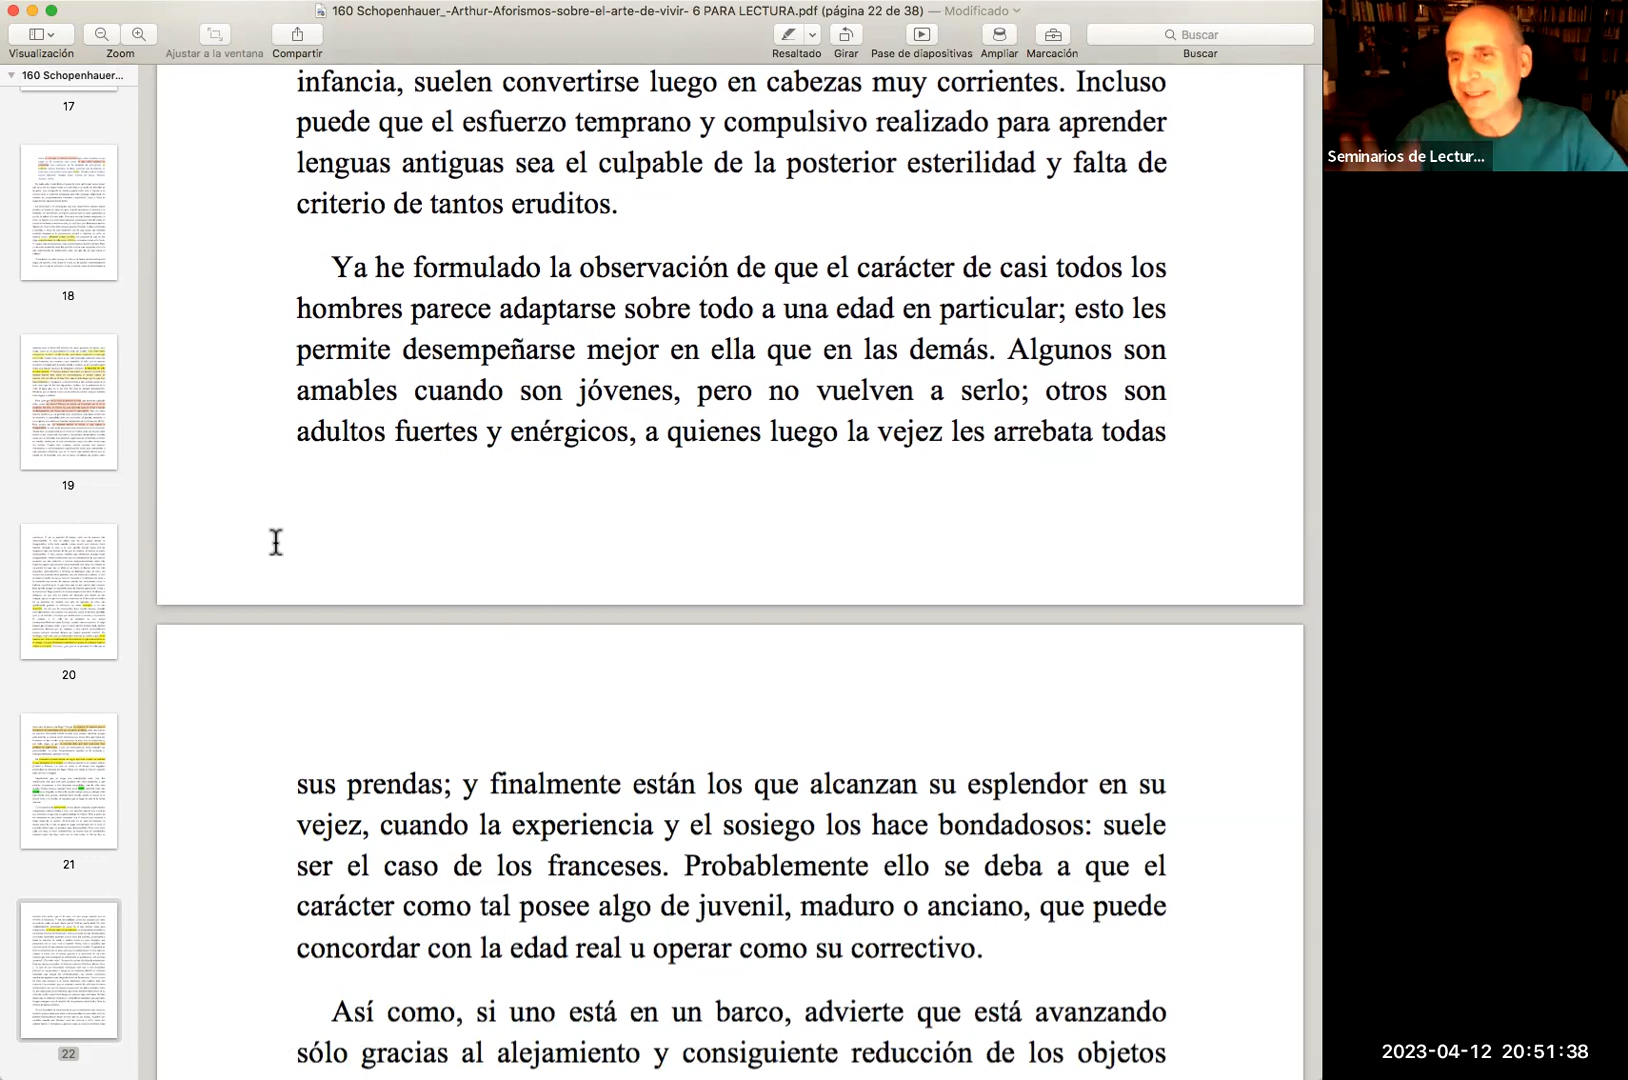 160 Schopenhauer_-Arthur-Aforismos-sobre-el-arte-de-vivir- 6 PARA LECTURA.pdf (página 22 de 38) — Modificado
Buscar
Visualización
Zoom
Ajustar a la ventana
Compartir
Resaltado
Girar
Pase de diapositivas
Ampliar
Marcación
Buscar
160 Schopenhauer...
17
18
19
20
21
22
infancia, suelen convertirse luego en cabezas muy corrientes. Incluso
puede que el esfuerzo temprano y compulsivo realizado para aprender
lenguas antiguas sea el culpable de la posterior esterilidad y falta de
criterio de tantos eruditos.
Ya he formulado la observación de que el carácter de casi todos los
hombres parece adaptarse sobre todo a una edad en particular; esto les
permite desempeñarse mejor en ella que en las demás. Algunos son
amables cuando son jóvenes, pero no vuelven a serlo; otros son
adultos fuertes y enérgicos, a quienes luego la vejez les arrebata todas
sus prendas; y finalmente están los que alcanzan su esplendor en su
vejez, cuando la experiencia y el sosiego los hace bondadosos: suele
ser el caso de los franceses. Probablemente ello se deba a que el
carácter como tal posee algo de juvenil, maduro o anciano, que puede
concordar con la edad real u operar como su correctivo.
Así como, si uno está en un barco, advierte que está avanzando
sólo gracias al alejamiento y consiguiente reducción de los objetos
Seminarios de Lectur...
2023-04-12 20:51:38